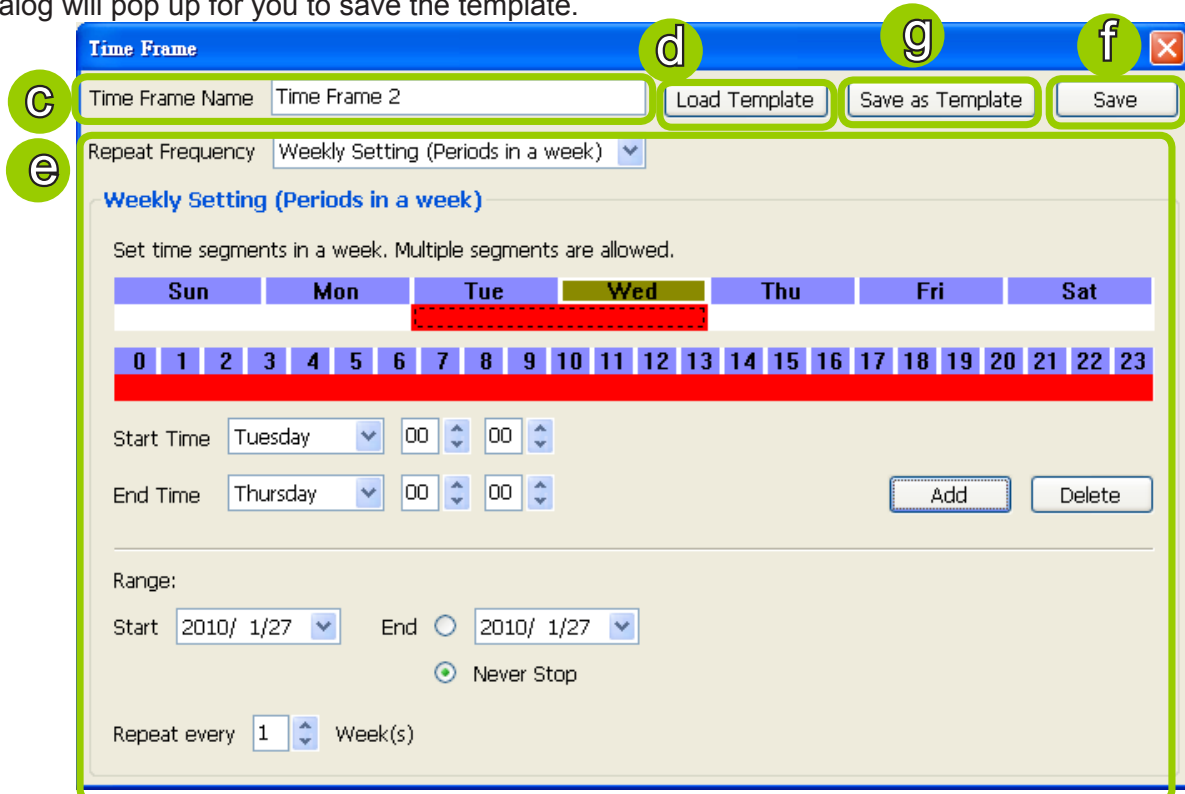 alog will pop up for you to save the template.
Time Frame
d
g
f
c
Time Frame Name Time Frame 2 Load Template Save as Template Save
e
Repeat Frequency Weekly Setting (Periods in a week)
Weekly Setting (Periods in a week)
Set time segments in a week. Multiple segments are allowed.
Sun Mon Tue Wed Thu Fri Sat
0 1 2 3 4 5 6 7 8 9 10 11 12 13 14 15 16 17 18 19 20 21 22 23
Start Time Tuesday 00 00
End Time Thursday 00 00 Add Delete
Range:
Start 2010/ 1/27 End 2010/ 1/27
Never Stop
Repeat every 1 Week(s)